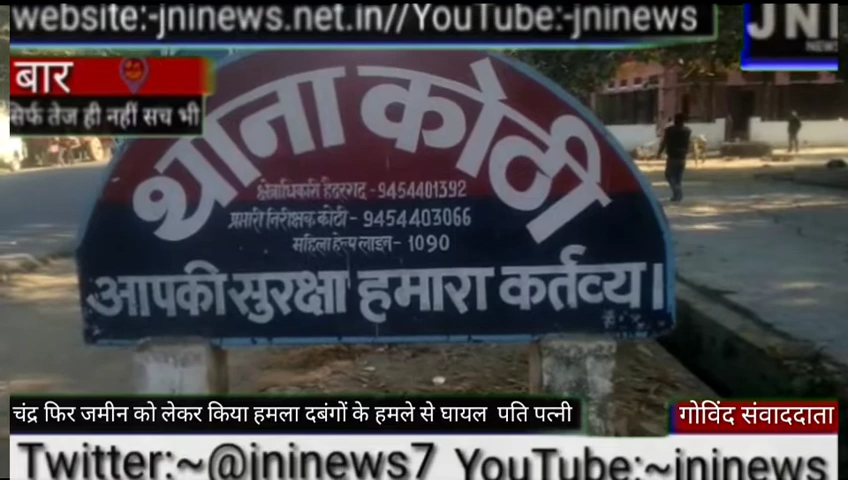 website:-jninews.net.in//YouTube:-jninews
JNI
NEWS
बार
सिर्फ तेज ही नहीं सच भी
थाना कोठी
क्षेत्राधिकारी हैदरगढ़ - 9454401392
प्रभारी निरीक्षक कोठी - 9454403066
महिला हेल्प लाइन - 1090
आपकी सुरक्षा हमारा कर्तव्य।
चंद्र फिर जमीन को लेकर किया हमला दबंगों के हमले से घायल पति पत्नी
गोविंद संवाददाता
Twitter:~@jninews7 YouTube:~jninews